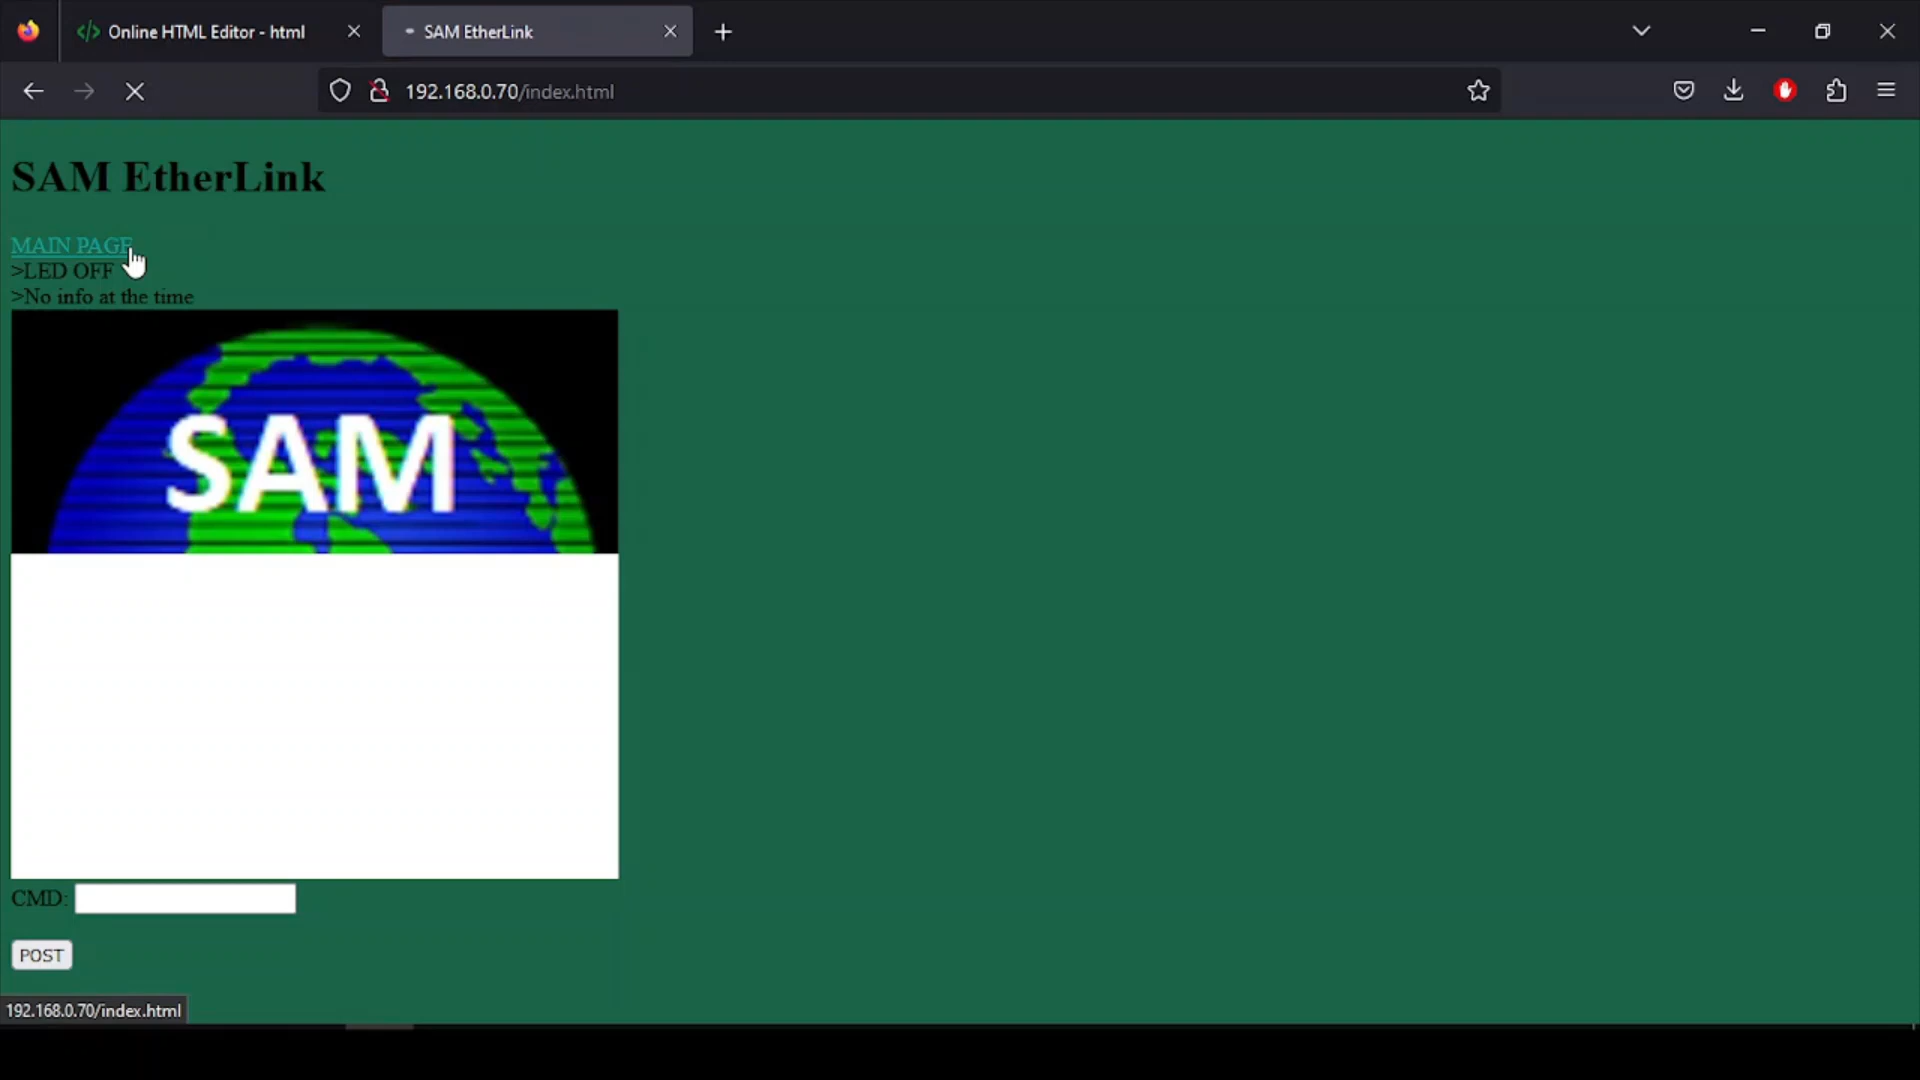 Online HTML Editor - html
SAM EtherLink
192.168.0.70/index.html
SAM EtherLink
MAIN PAGE
>LED OFF
>No info at the time
SAM
CMD:
POST
192.168.0.70/index.html